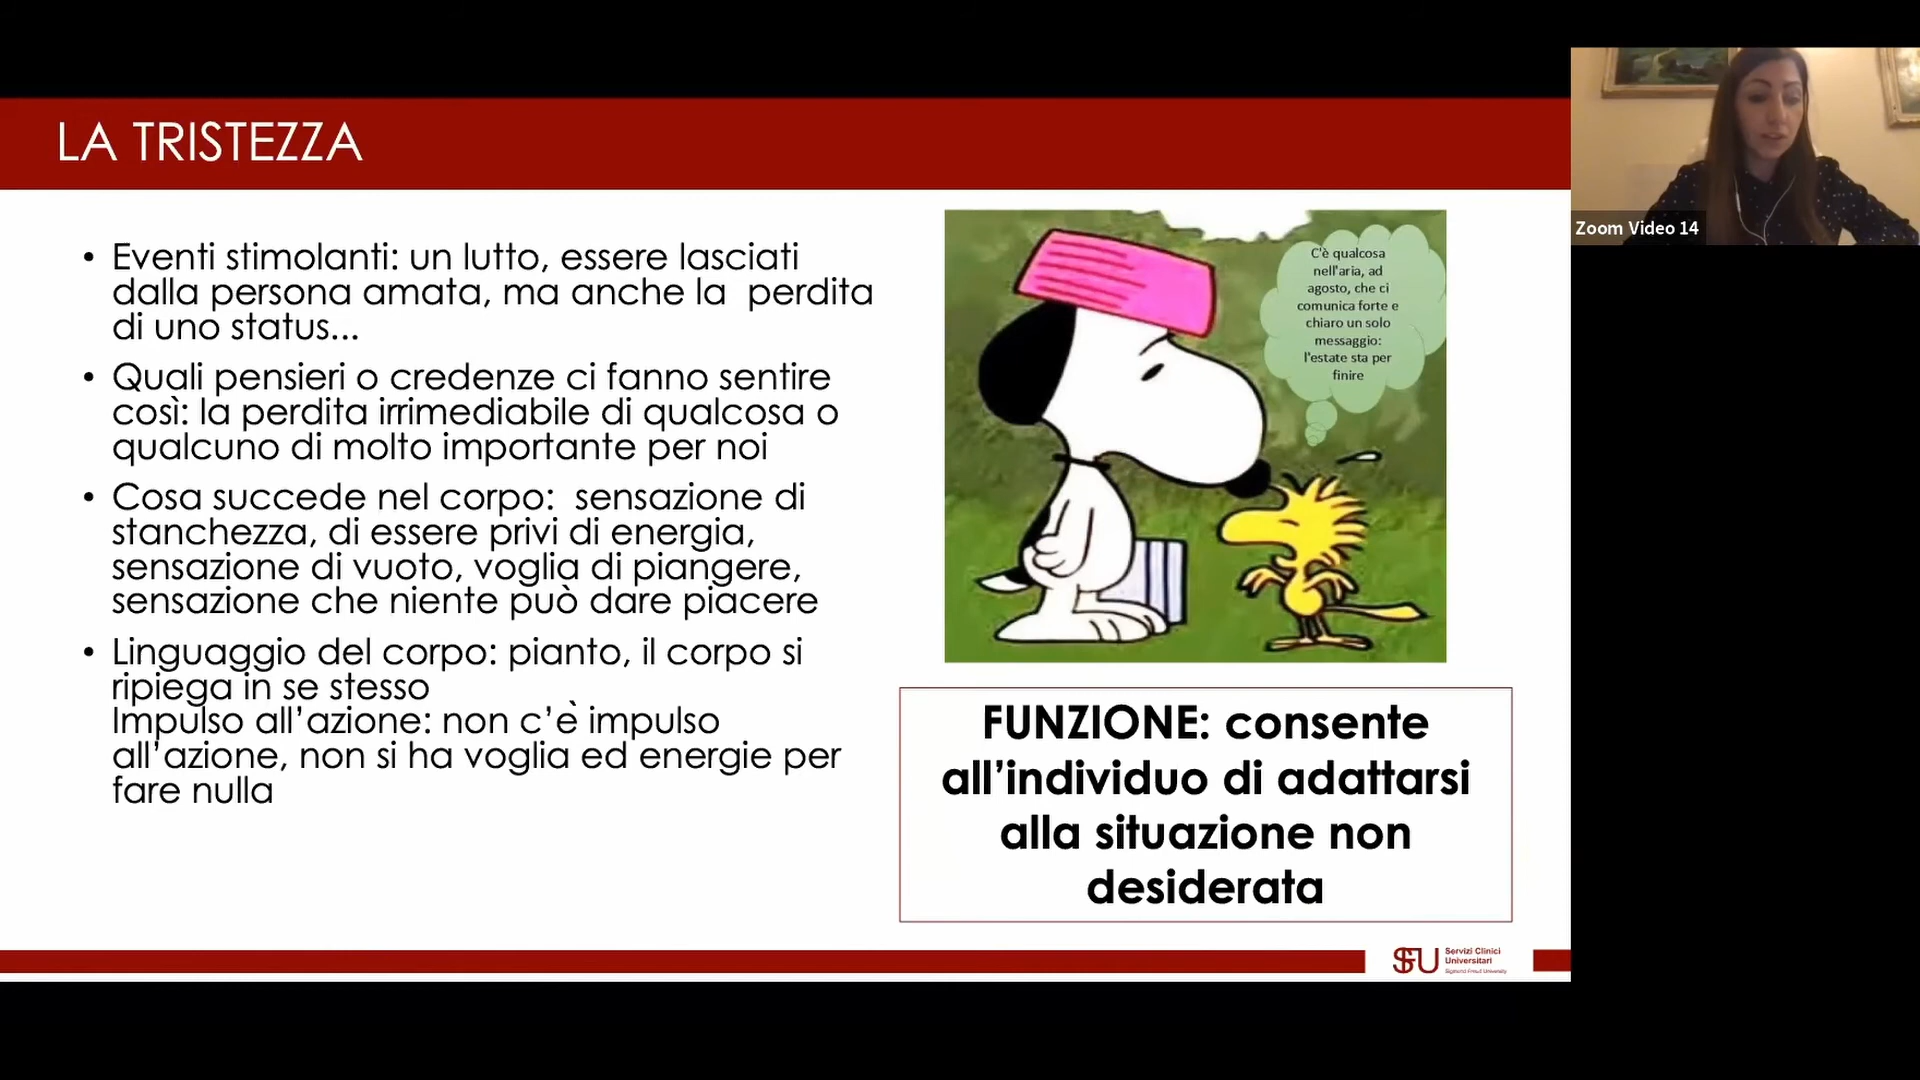 LA TRISTEZZA
• Eventi stimolanti: un lutto, essere lasciati
dalla persona amata, ma anche la perdita
di uno status...
• Quali pensieri o credenze ci fanno sentire
così: la perdita irrimediabile di qualcosa o
qualcuno di molto importante per noi
• Cosa succede nel corpo: sensazione di
stanchezza, di essere privi di energia,
sensazione di vuoto, voglia di piangere,
sensazione che niente può dare piacere
• Linguaggio del corpo: pianto, il corpo si
ripiega in se stesso
Impulso all’azione: non c’è impulso
all’azione, non si ha voglia ed energie per
fare nulla
C'è qualcosa
nell'aria, ad
agosto, che ci
comunica forte e
chiaro un solo
messaggio:
l'estate sta per
finire
FUNZIONE: consente
all’individuo di adattarsi
alla situazione non
desiderata
SFU
Servizi Clinici
Universitari
Sigmund Freud University
Zoom Video 14